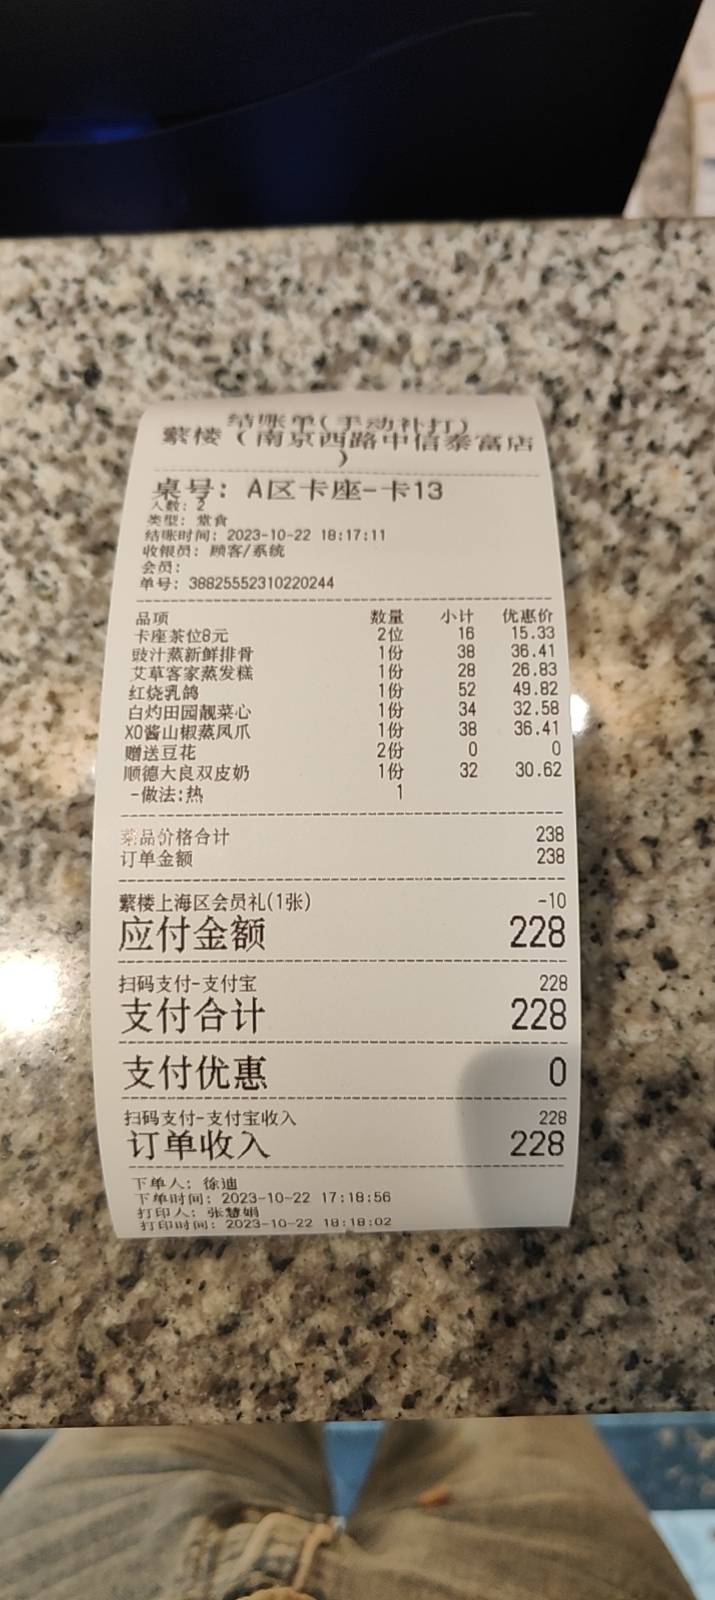 结账单(手动补打)
繁楼（南京西路中信泰富店
）
桌号: A区卡座-卡13
人数: 2
类型: 堂食
结账时间: 2023-10-22 18:17:11
收银员: 顾客/系统
会员:
单号: 38825552310220244
品项 数量 小计 优惠价
卡座茶位8元 2位 16 15.33
豉汁蒸新鲜排骨 1份 38 36.41
艾草客家蒸发糕 1份 28 26.83
红烧乳鸽 1份 52 49.82
白灼田园靓菜心 1份 34 32.58
XO酱山椒蒸凤爪 1份 38 36.41
赠送豆花 2份 0 0
顺德大良双皮奶 1份 32 30.62
-做法:热 1
菜品价格合计 238
订单金额 238
繁楼上海区会员礼(1张) -10
应付金额 228
扫码支付-支付宝 228
支付合计 228
支付优惠 0
扫码支付-支付宝收入 228
订单收入 228
下单人: 徐迪
下单时间: 2023-10-22 17:18:56
打印人: 张慧娟
打印时间: 2023-10-22 18:18:02